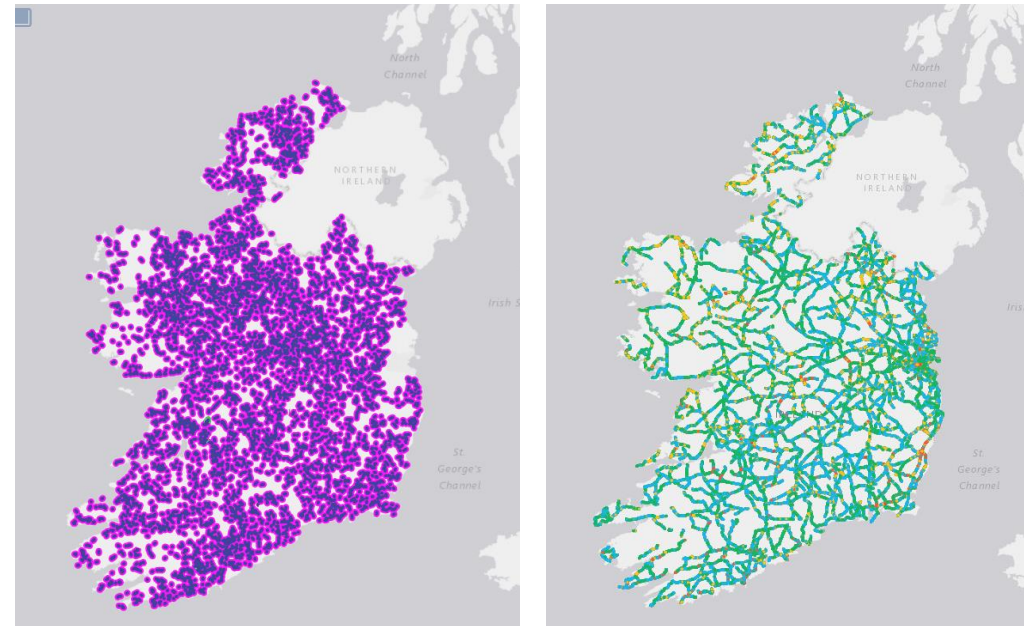 North
Channel
NORTHERN
IRELAND
Irish S
St.
George's
Channel
North
Channel
NORTHERN
IRELAND
Iris
St.
George's
Channel